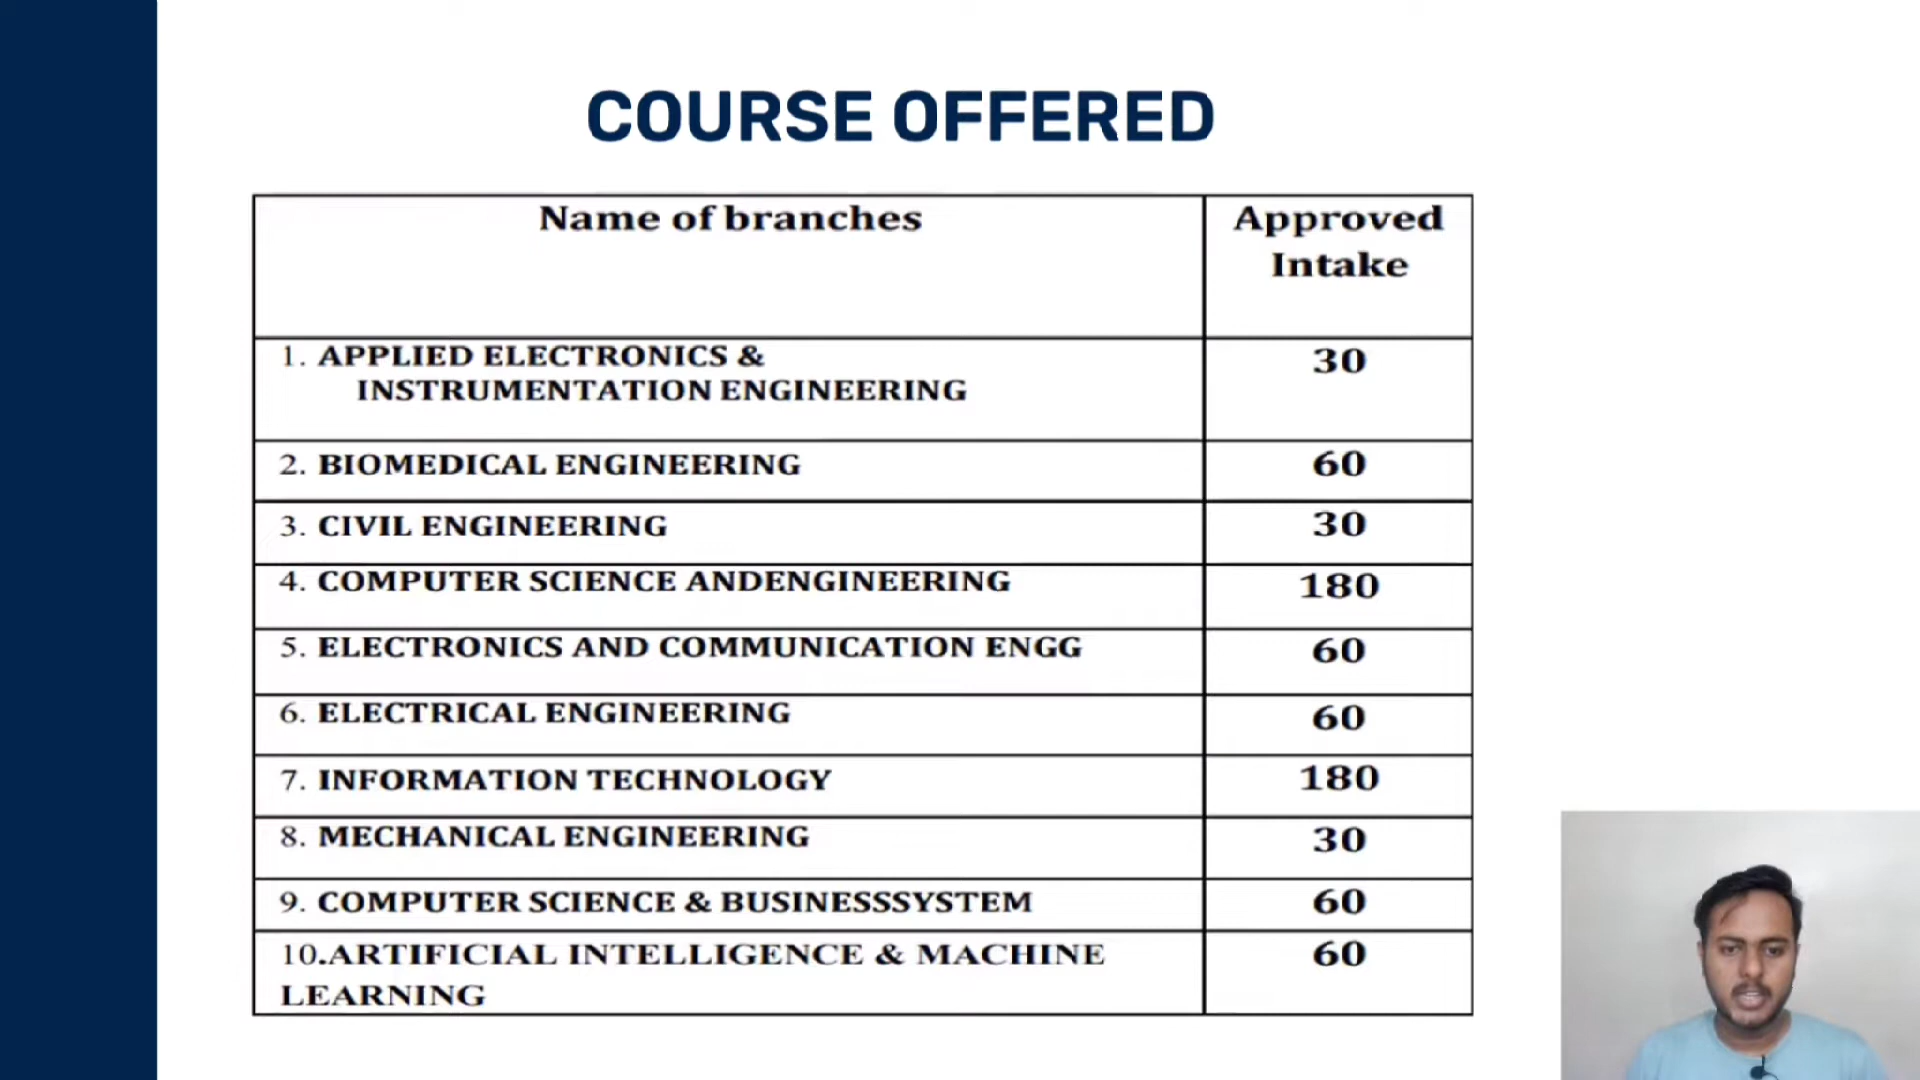 COURSE OFFERED
Name of branches
Approved
Intake
1. APPLIED ELECTRONICS &
INSTRUMENTATION ENGINEERING
30
2. BIOMEDICAL ENGINEERING
60
3. CIVIL ENGINEERING
30
4. COMPUTER SCIENCE ANDENGINEERING
180
5. ELECTRONICS AND COMMUNICATION ENGG
60
6. ELECTRICAL ENGINEERING
60
7. INFORMATION TECHNOLOGY
180
8. MECHANICAL ENGINEERING
30
9. COMPUTER SCIENCE & BUSINESSSYSTEM
60
10.ARTIFICIAL INTELLIGENCE & MACHINE
LEARNING
60